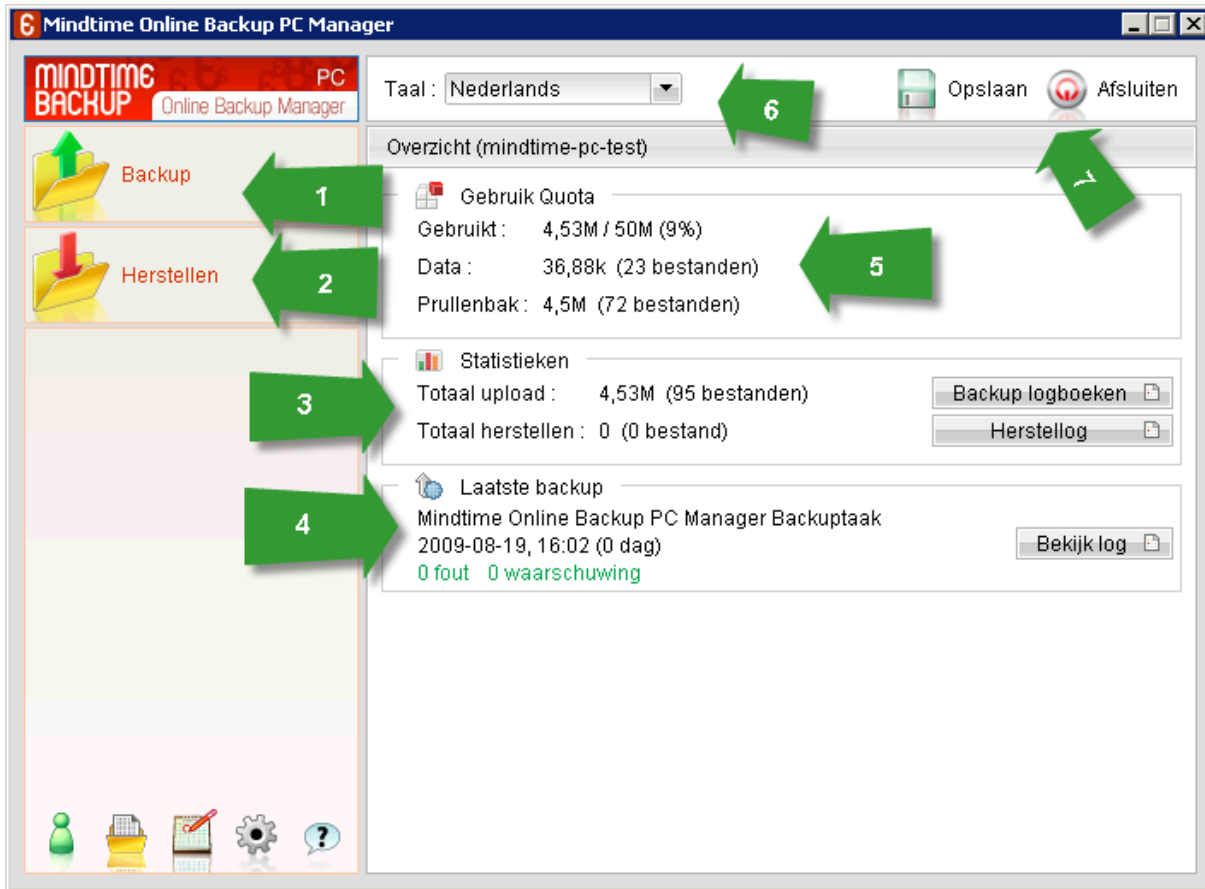 Mindtime Online Backup PC Manager
MINDTIME BACKUP PC
Online Backup Manager
Taal : Nederlands
6
Opslaan
Afsluiten
7
Backup
1
Herstellen
2
Overzicht (mindtime-pc-test)
Gebruik Quota
Gebruikt : 4,53M / 50M (9%)
Data : 36,88k (23 bestanden)
5
Prullenbak : 4,5M (72 bestanden)
Statistieken
3
Totaal upload : 4,53M (95 bestanden)
Backup logboeken
Totaal herstellen : 0 (0 bestand)
Herstellog
Laatste backup
4
Mindtime Online Backup PC Manager Backuptaak
2009-08-19, 16:02 (0 dag)
Bekijk log
0 fout 0 waarschuwing
?